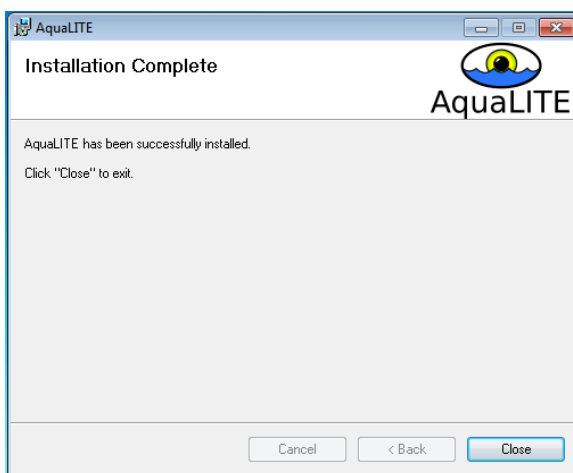 AquaLITE
Installation Complete
AquaLITE
AquaLITE has been successfully installed.
Click "Close" to exit.
Cancel
< Back
Close